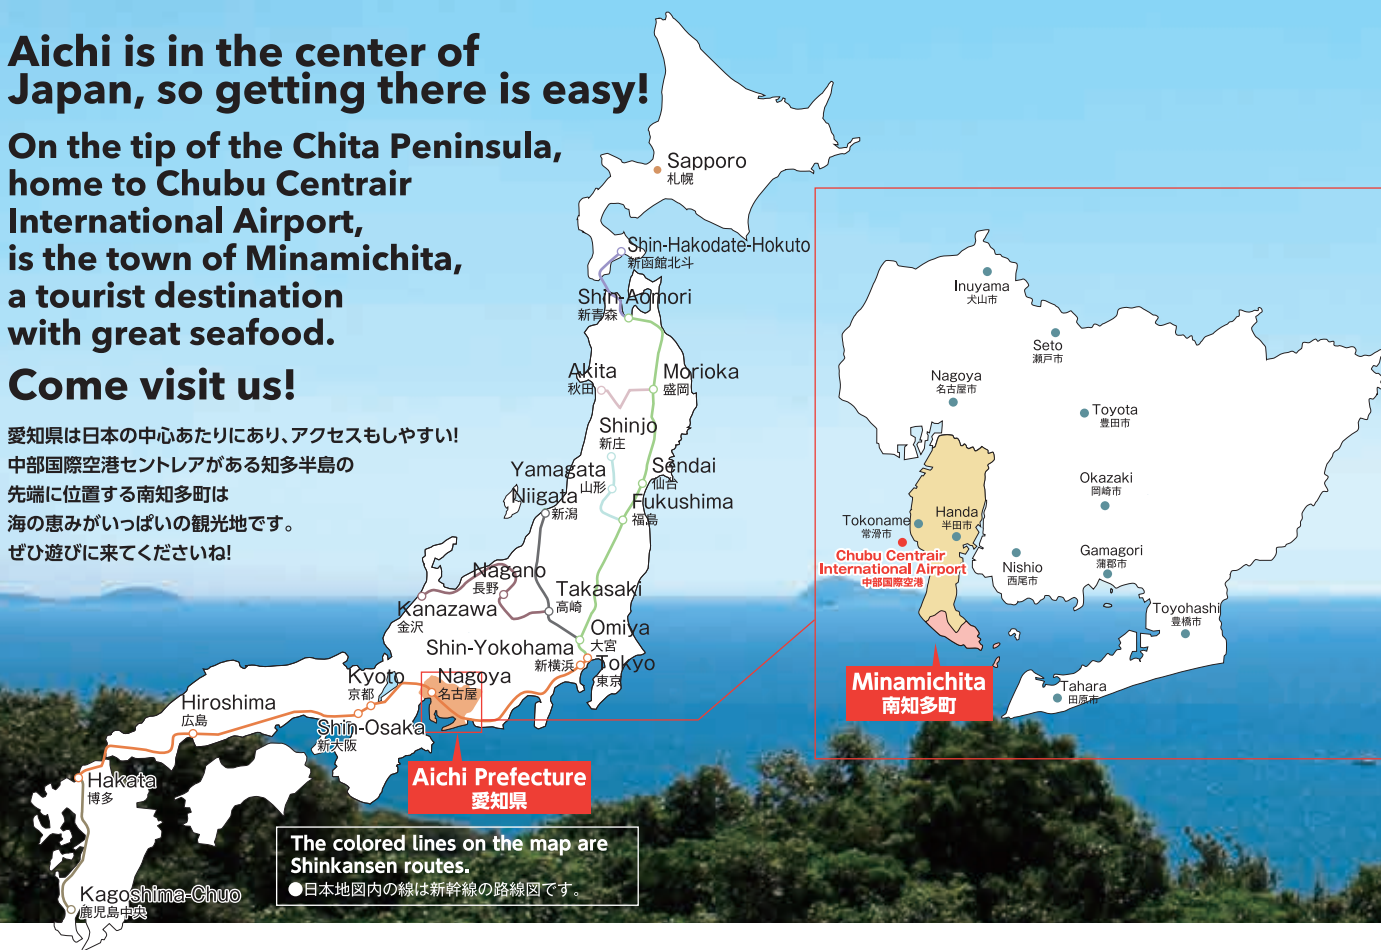 Aichi is in the center of
Japan, so getting there is easy!
On the tip of the Chita Peninsula,
home to Chubu Centrair
International Airport,
is the town of Minamichita,
a tourist destination
with great seafood.
Come visit us!
愛知県は日本の中心あたりにあり、アクセスもしやすい!
中部国際空港セントレアがある知多半島の
先端に位置する南知多町は
海の恵みがいっぱいの観光地です。
ぜひ遊びに来てくださいね!
Sapporo
札幌
Shin-Hakodate-Hokuto
新函館北斗
Shin-Aomori
新青森
Akita
秋田
Morioka
盛岡
Shinjo
新庄
Yamagata
山形
Sendai
仙台
Niigata
新潟
Fukushima
福島
Nagano
長野
Takasaki
高崎
Kanazawa
金沢
Omiya
大宮
Shin-Yokohama
新横浜
Tokyo
東京
Kyoto
京都
Nagoya
名古屋
Hiroshima
広島
Shin-Osaka
新大阪
Hakata
博多
Kagoshima-Chuo
鹿児島中央
Aichi Prefecture
愛知県
The colored lines on the map are
Shinkansen routes.
●日本地図内の線は新幹線の路線図です。
Inuyama
犬山市
Seto
瀬戸市
Nagoya
名古屋市
Toyota
豊田市
Okazaki
岡崎市
Tokoname
常滑市
Handa
半田市
Chubu Centrair
International Airport
中部国際空港
Nishio
西尾市
Gamagori
蒲郡市
Toyohashi
豊橋市
Tahara
田原市
Minamichita
南知多町